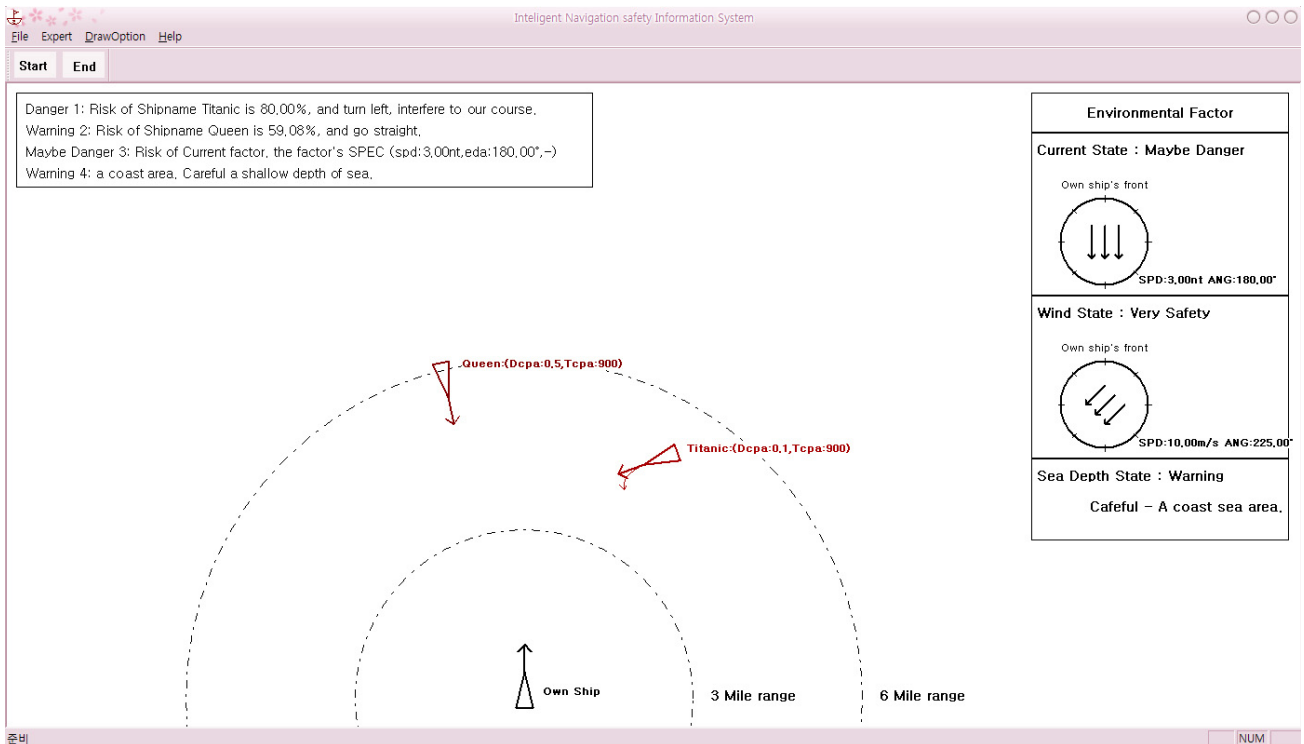 Inteligent Navigation safety Information System
File Expert DrawOption Help
Start End
Danger 1: Risk of Shipname Titanic is 80,00%, and turn left, interfere to our course,
Warning 2: Risk of Shipname Queen is 59,08%, and go straight,
Maybe Danger 3: Risk of Current factor, the factor's SPEC (spd:3,00nt,eda:180,00°,-)
Warning 4: a coast area, Careful a shallow depth of sea,
Environmental Factor
Current State : Maybe Danger
Own ship's front
SPD:3,00nt ANG:180,00°
Wind State : Very Safety
Own ship's front
SPD:10,00m/s ANG:225,00°
Sea Depth State : Warning
Cafeful - A coast sea area,
Queen:(Dcpa:0,5,Tcpa:900)
Titanic:(Dcpa:0,1,Tcpa:900)
Own Ship
3 Mile range
6 Mile range
준비
NUM